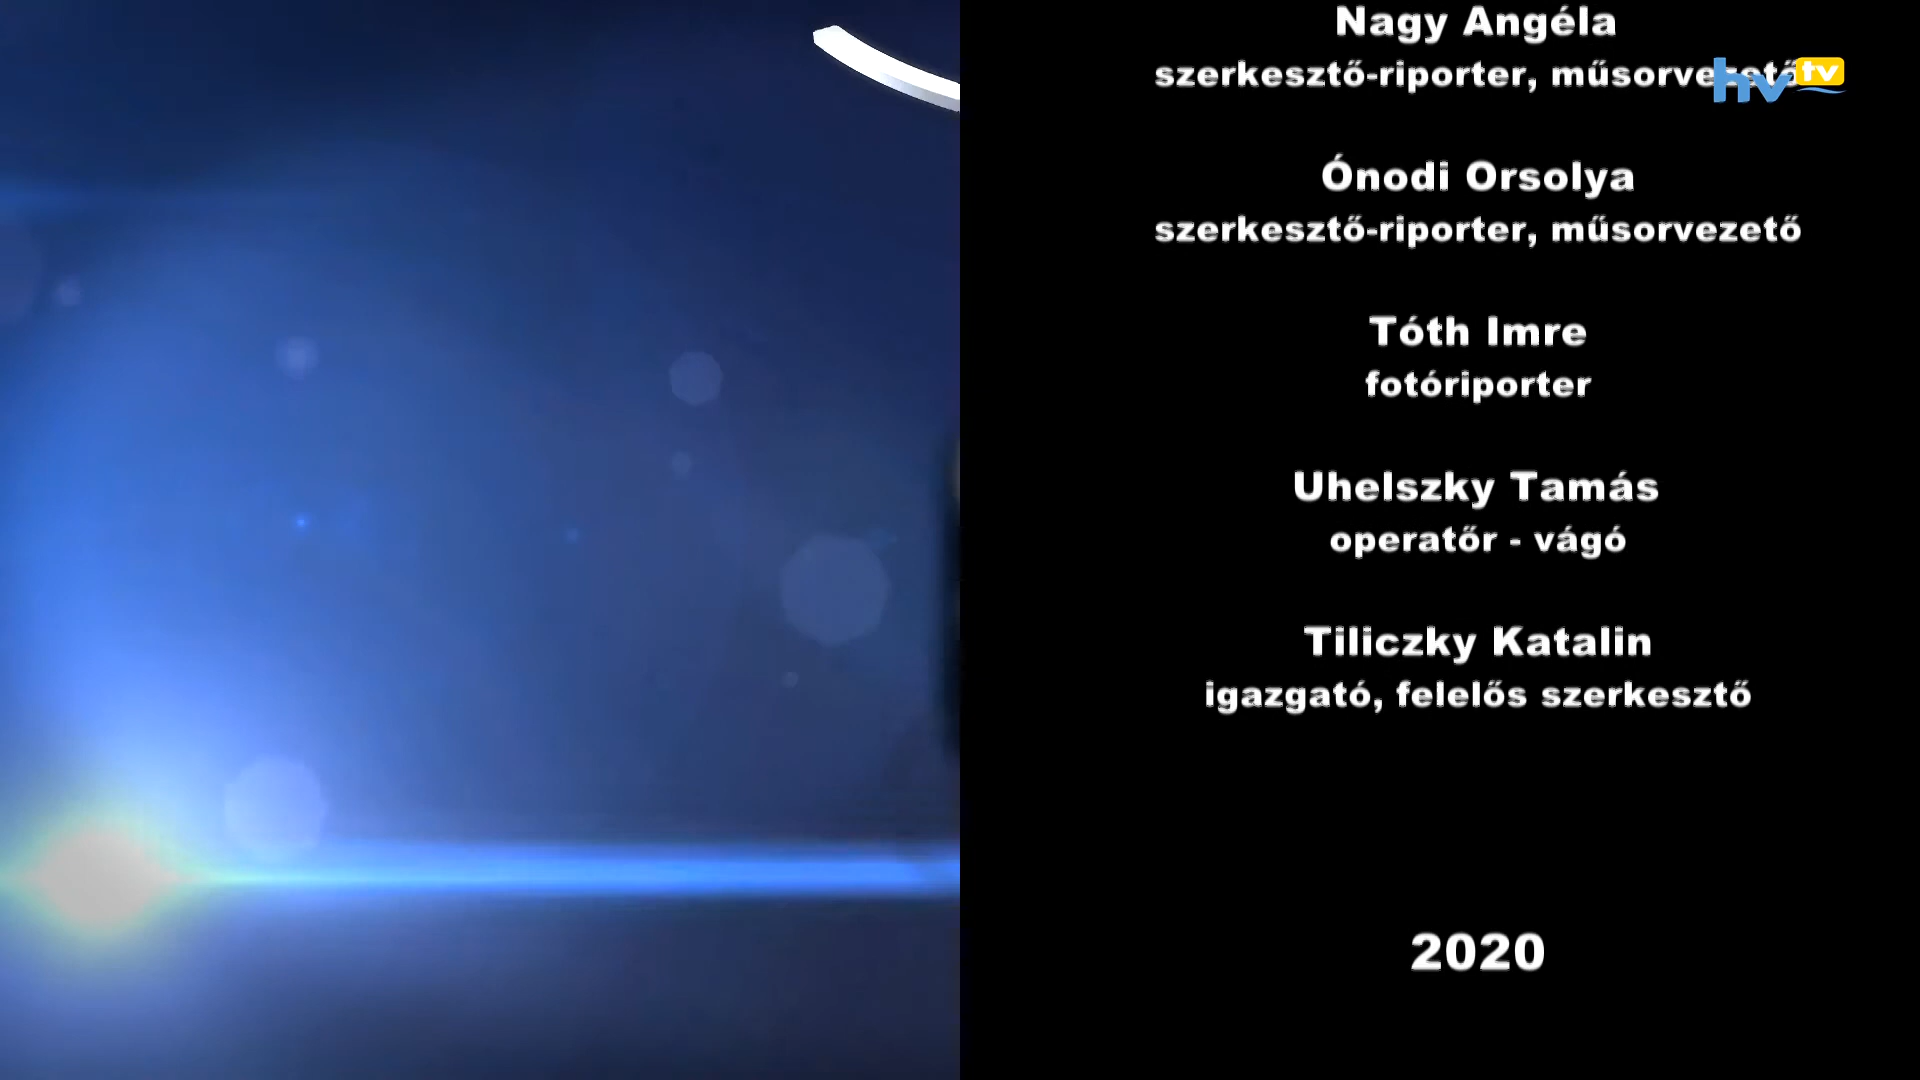 Nagy Angéla
szerkesztő-riporter, műsorvezető
hv tv
Ónodi Orsolya
szerkesztő-riporter, műsorvezető
Tóth Imre
fotóriporter
Uhelszky Tamás
operatőr - vágó
Tiliczky Katalin
igazgató, felelős szerkesztő
2020